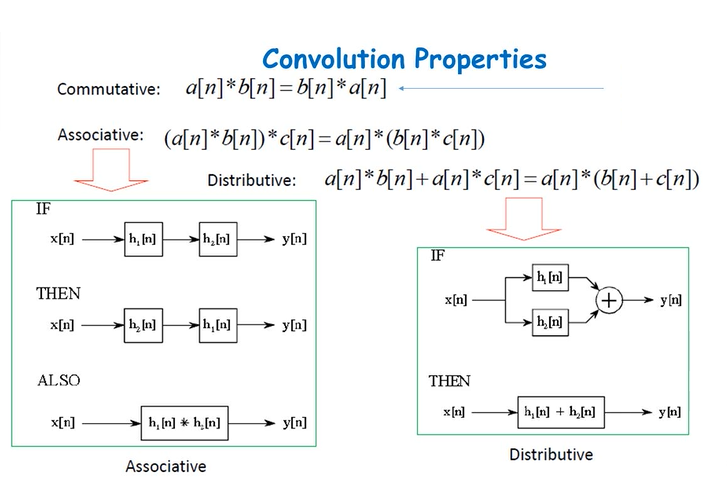 Convolution Properties
Commutative: a[n]*b[n]=b[n]*a[n]
Associative: (a[n]*b[n])*c[n]=a[n]*(b[n]*c[n])
Distributive: a[n]*b[n]+a[n]*c[n]=a[n]*(b[n]+c[n])
IF
x[n] h₁[n] h₂[n] y[n]
THEN
x[n] h₂[n] h₁[n] y[n]
ALSO
x[n] h₁[n] * h₂[n] y[n]
Associative
IF
h₁[n]
x[n] + y[n]
h₂[n]
THEN
x[n] h₁[n] + h₂[n] y[n]
Distributive